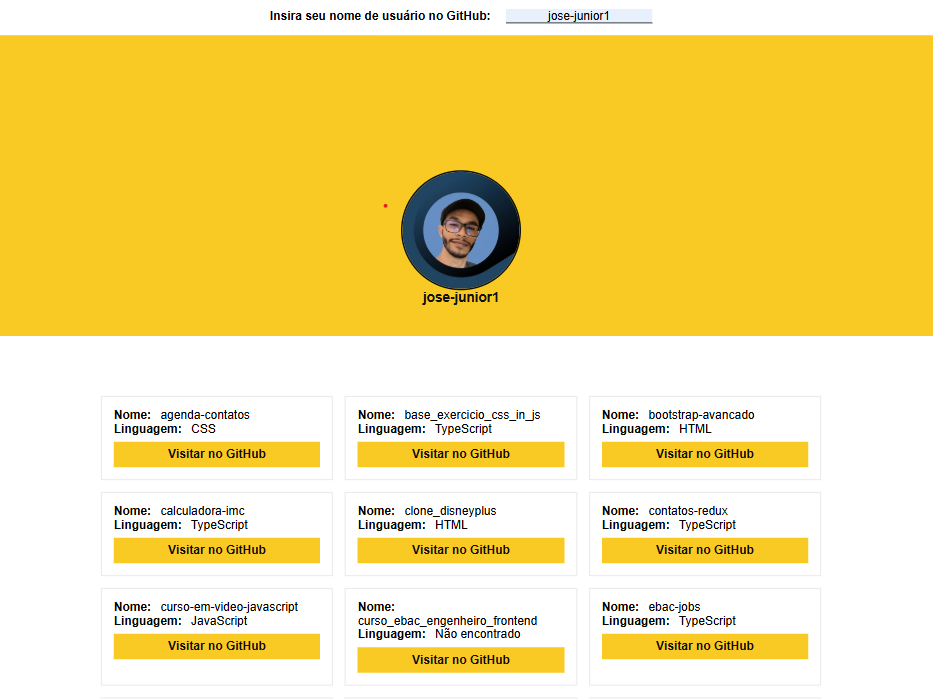 Insira seu nome de usuário no GitHub: jose-junior1
jose-junior1
Nome: agenda-contatos
Linguagem: CSS
Visitar no GitHub
Nome: base_exercicio_css_in_js
Linguagem: TypeScript
Visitar no GitHub
Nome: bootstrap-avancado
Linguagem: HTML
Visitar no GitHub
Nome: calculadora-imc
Linguagem: TypeScript
Visitar no GitHub
Nome: clone_disneyplus
Linguagem: HTML
Visitar no GitHub
Nome: contatos-redux
Linguagem: TypeScript
Visitar no GitHub
Nome: curso-em-video-javascript
Linguagem: JavaScript
Visitar no GitHub
Nome:
curso_ebac_engenheiro_frontend
Linguagem: Não encontrado
Visitar no GitHub
Nome: ebac-jobs
Linguagem: TypeScript
Visitar no GitHub